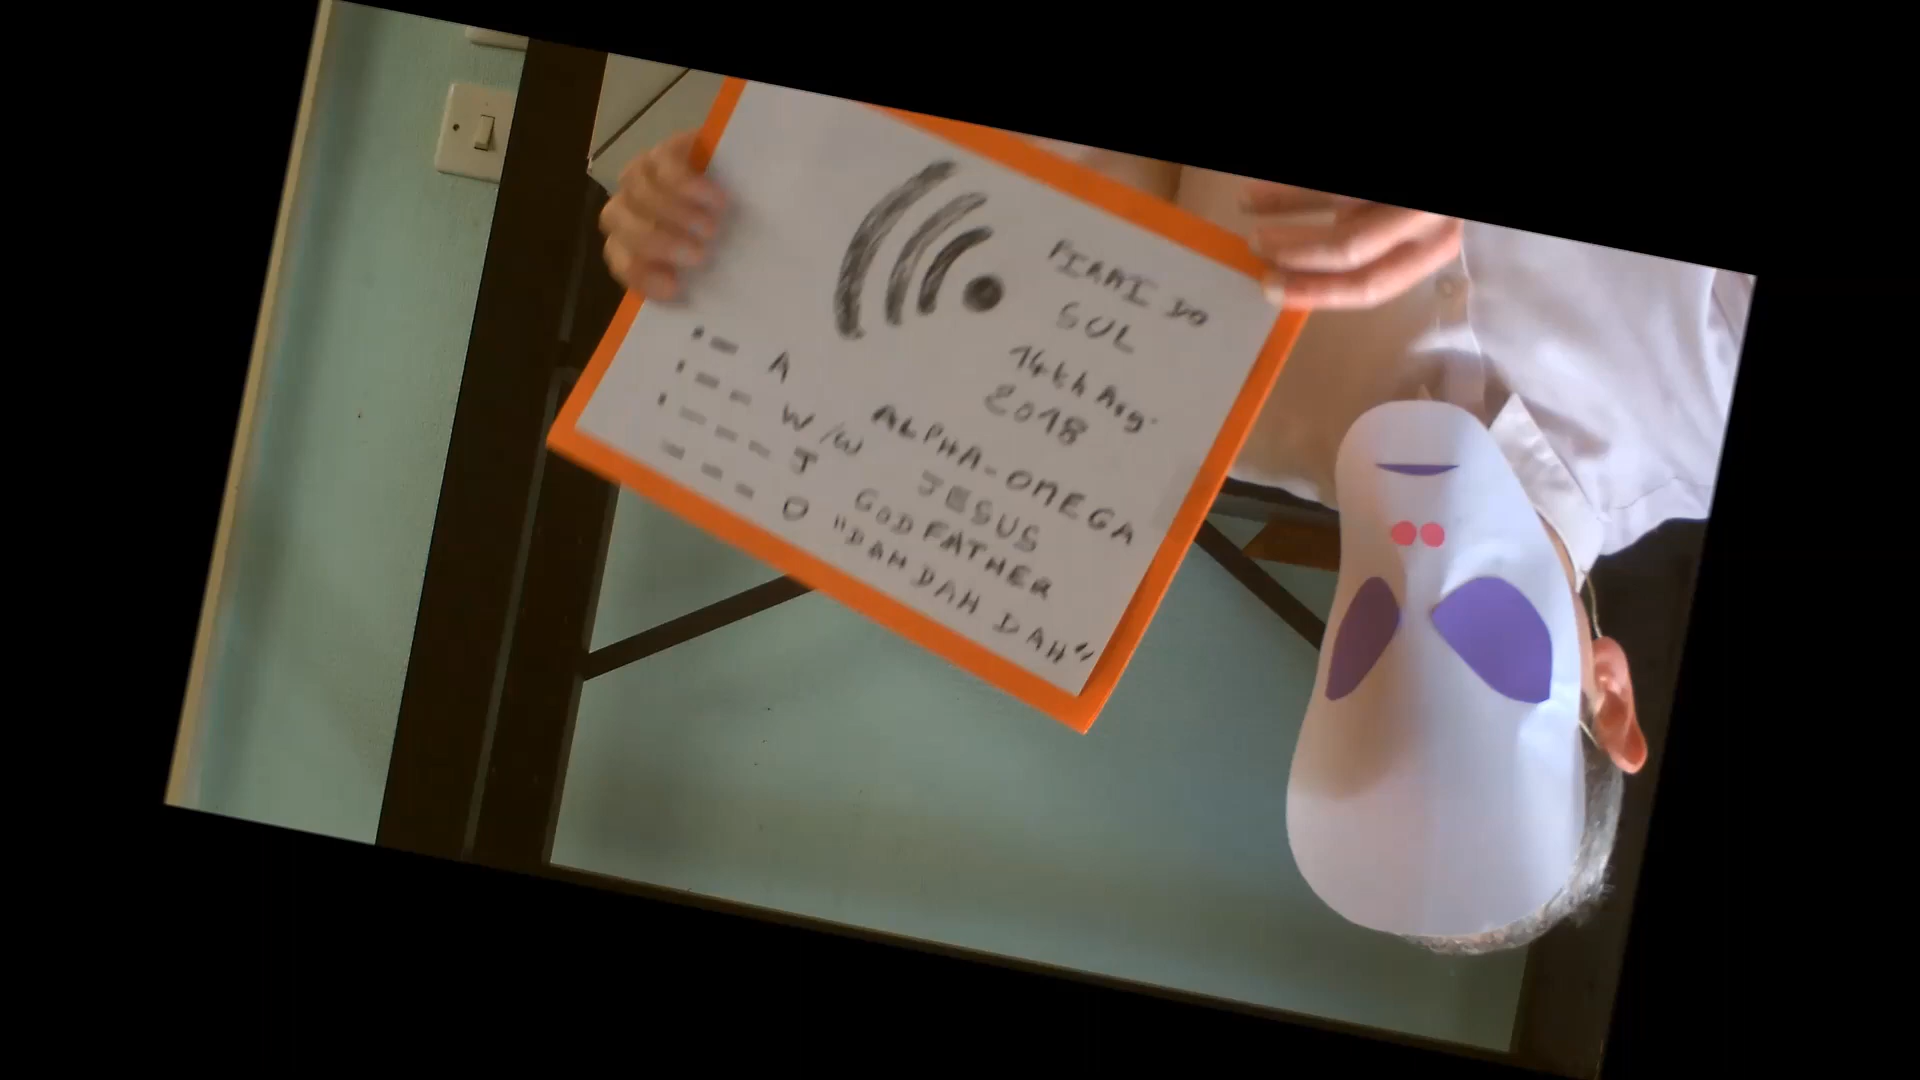 PIRAI DO
SUL
14th Aug.
2018
•– A ALPHA-OMEGA
•–– W/W JESUS
•––– J GODFATHER
––– O "DAH DAH DAH"